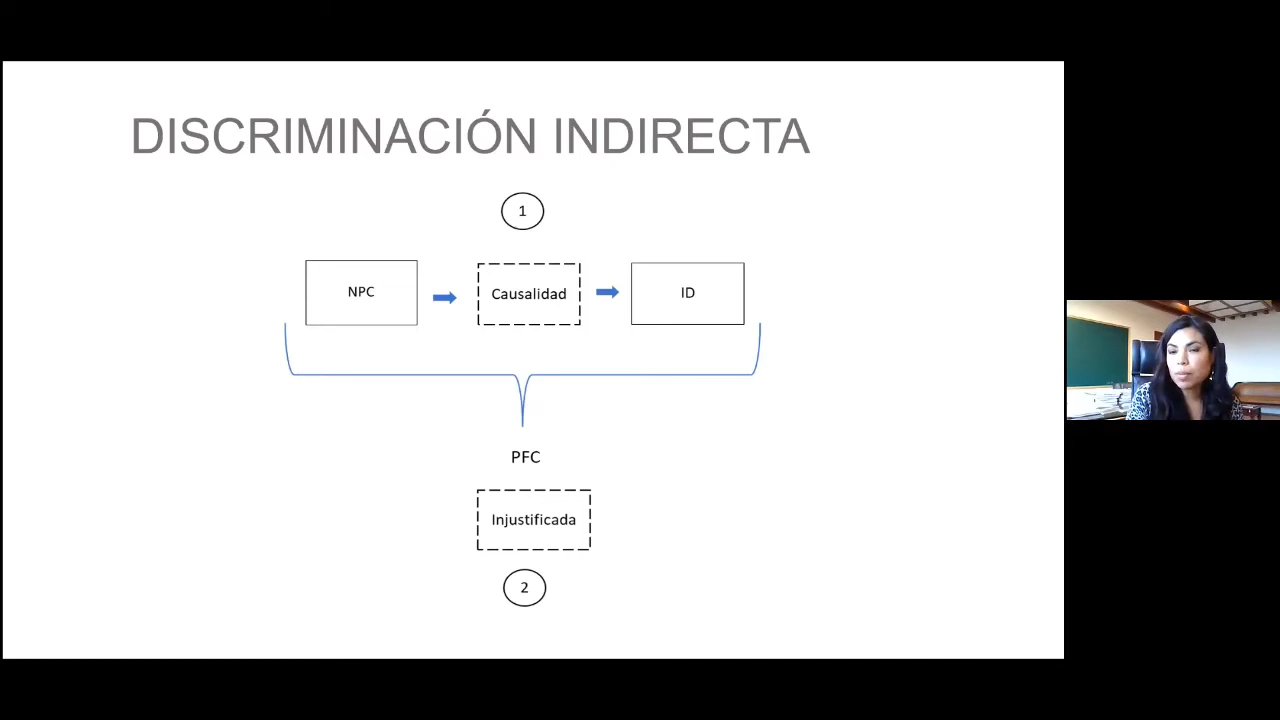 DISCRIMINACIÓN INDIRECTA
1
NPC
Causalidad
ID
PFC
Injustificada
2